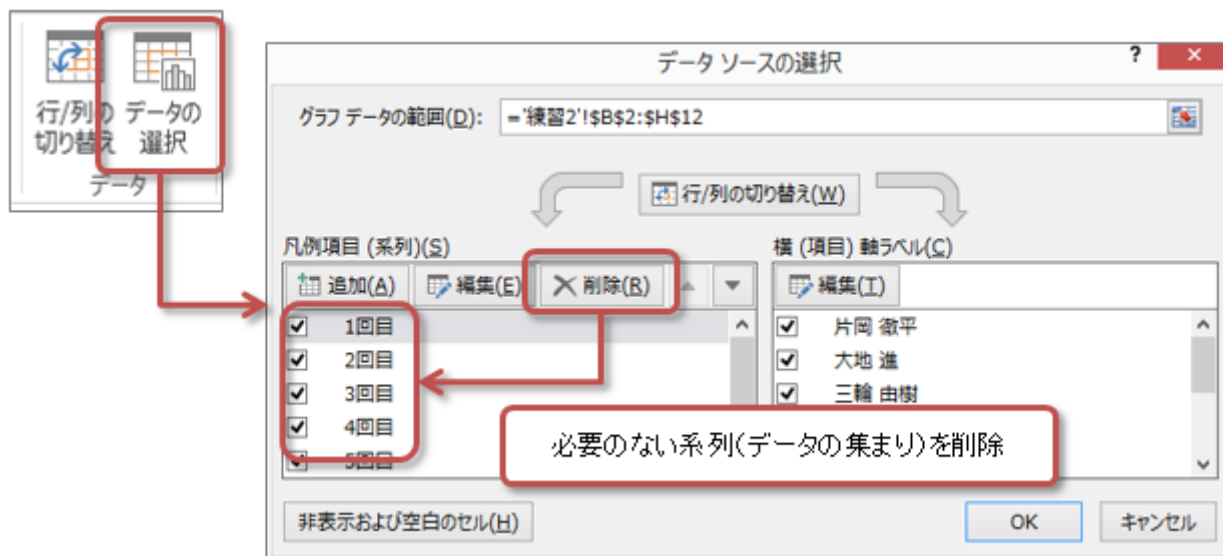 行/列の
切り替え
データの
選択
データ
データ ソースの選択
?
×
グラフ データの範囲(D):
='練習2'!$B$2:$H$12
行/列の切り替え(W)
凡例項目 (系列)(S)
横 (項目) 軸ラベル(C)
追加(A)
編集(E)
削除(R)
編集(T)
1回目
2回目
3回目
4回目
5回目
片岡 徹平
大地 進
三輪 由樹
必要のない系列(データの集まり)を削除
非表示および空白のセル(H)
OK
キャンセル